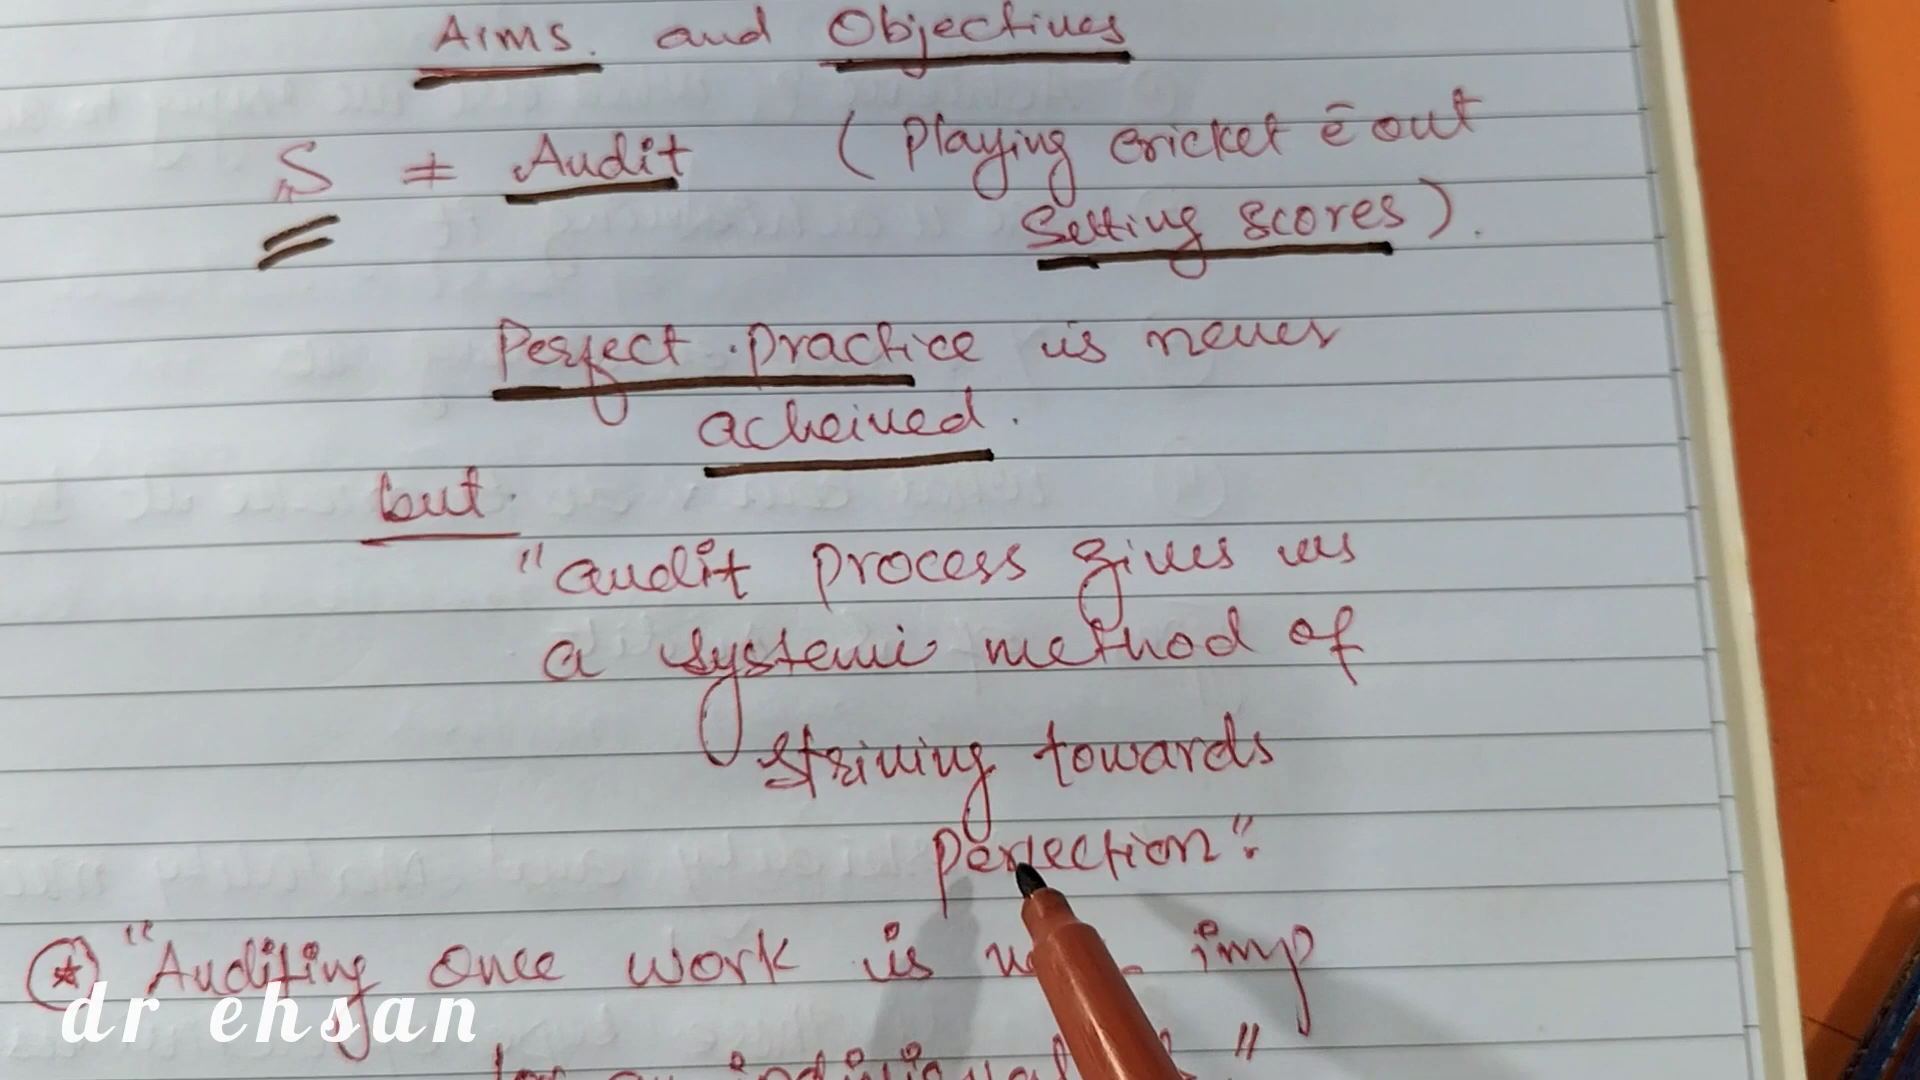 Aims. and Objectives
S ≠ Audit (Playing cricket c̄ out
Setting scores).
Perfect practice is never
acheived.
but
"audit process gives us
a systemic method of
striving towards
perfection".
"Auditing once work is imp
dr ehsan
"